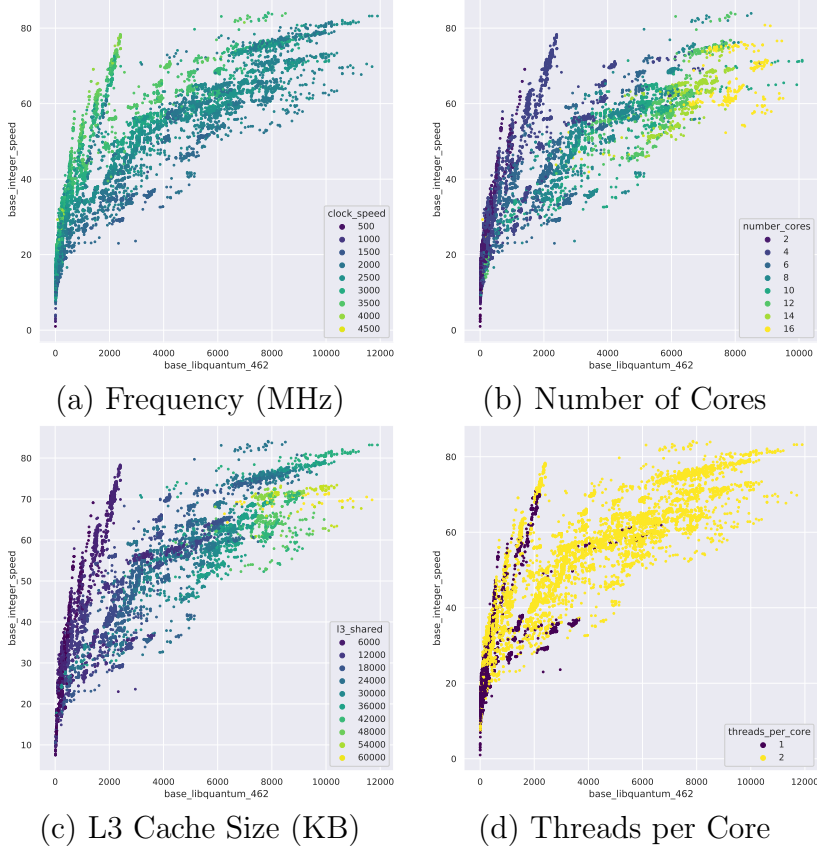 80
60
40
20
0
base_integer_speed
clock_speed
500
1000
1500
2000
2500
3000
3500
4000
4500
0 2000 4000 6000 8000 10000 12000
base_libquantum_462
(a) Frequency (MHz)
80
60
40
20
0
base_integer_speed
number_cores
2
4
6
8
10
12
14
16
0 2000 4000 6000 8000 10000
base_libquantum_462
(b) Number of Cores
80
70
60
50
40
30
20
10
base_integer_speed
l3_shared
6000
12000
18000
24000
30000
36000
42000
48000
54000
60000
0 2000 4000 6000 8000 10000 12000
base_libquantum_462
(c) L3 Cache Size (KB)
80
60
40
20
0
base_integer_speed
threads_per_core
1
2
0 2000 4000 6000 8000 10000 12000
base_libquantum_462
(d) Threads per Core